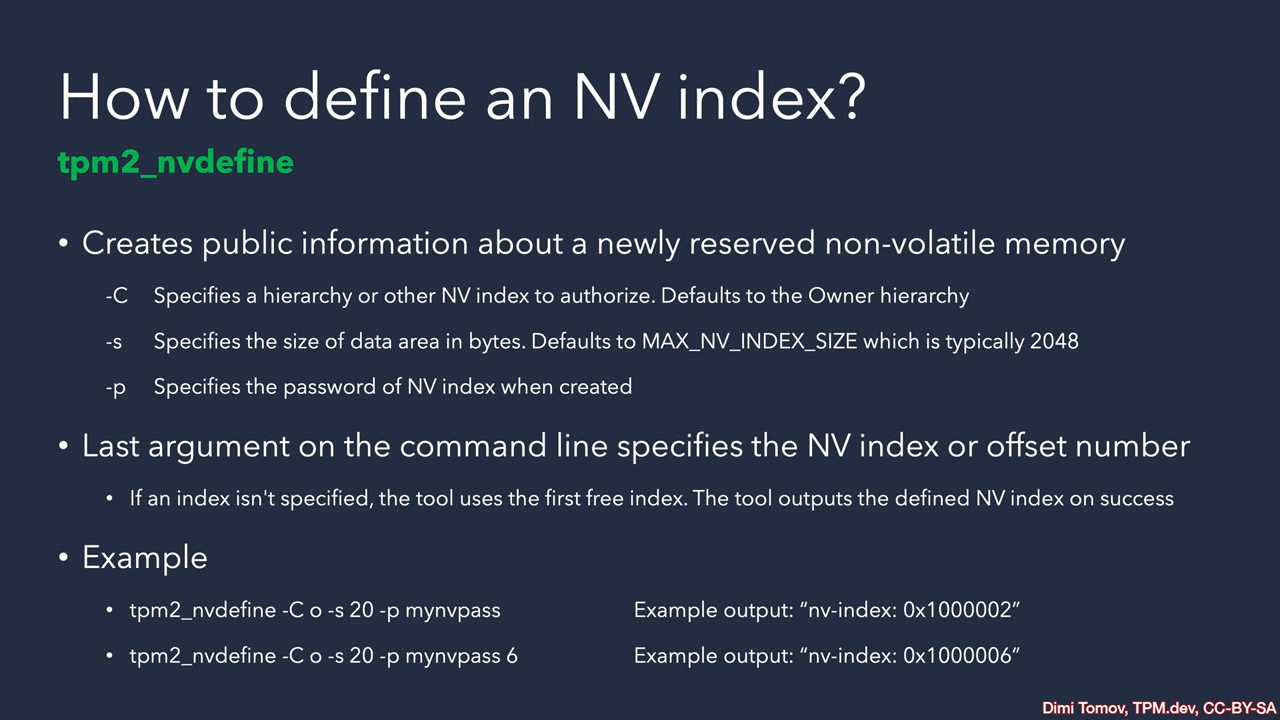 How to define an NV index?
tpm2_nvdefine
• Creates public information about a newly reserved non-volatile memory
-C Specifies a hierarchy or other NV index to authorize. Defaults to the Owner hierarchy
-s Specifies the size of data area in bytes. Defaults to MAX_NV_INDEX_SIZE which is typically 2048
-p Specifies the password of NV index when created
• Last argument on the command line specifies the NV index or offset number
• If an index isn't specified, the tool uses the first free index. The tool outputs the defined NV index on success
• Example
• tpm2_nvdefine -C o -s 20 -p mynvpass Example output: “nv-index: 0x1000002”
• tpm2_nvdefine -C o -s 20 -p mynvpass 6 Example output: “nv-index: 0x1000006”
Dimi Tomov, TPM.dev, CC-BY-SA